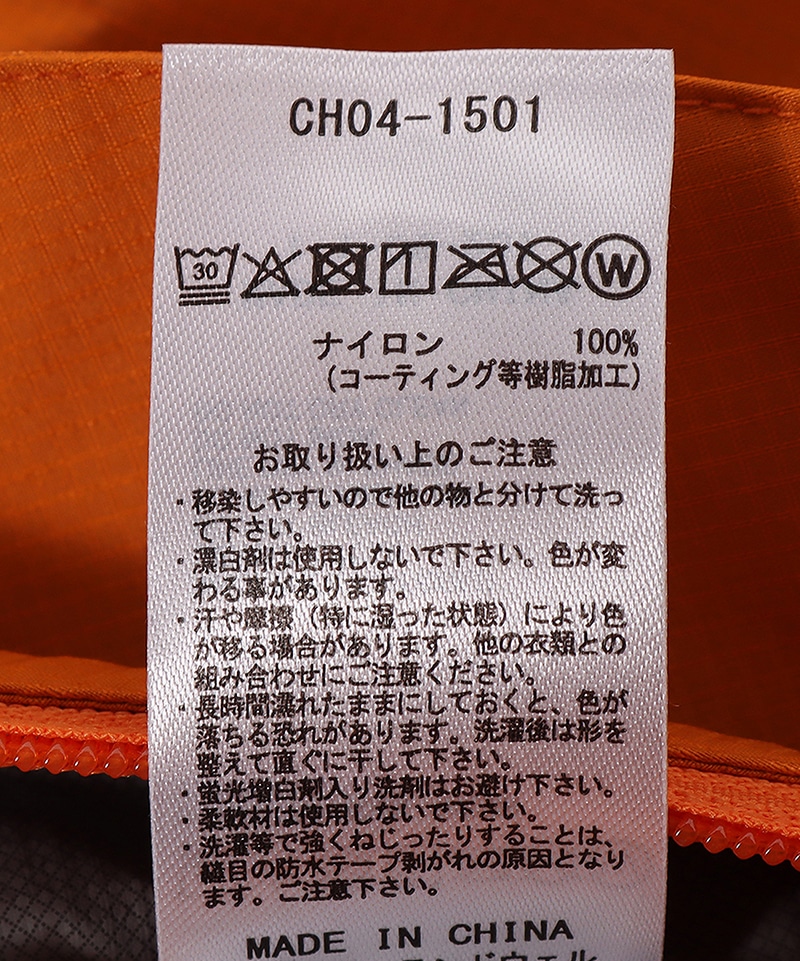 CH04-1501
30 W
ナイロン 100%
(コーティング等樹脂加工)
お取り扱い上のご注意
・移染しやすいので他の物と分けて洗っ
て下さい。
・漂白剤は使用しないで下さい。色が変
わる事があります。
・汗や摩擦(特に湿った状態)により色
が移る場合があります。他の衣類との
組み合わせにご注意ください。
・長時間濡れたままにしておくと、色が
落ちる恐れがあります。洗濯後は形を
整えて直ぐに干して下さい。
・蛍光増白剤入り洗剤はお避け下さい。
・柔軟材は使用しないで下さい。
・洗濯等で強くねじったりすることは、
縫目の防水テープ剥がれの原因となり
ます。ご注意下さい。
MADE IN CHINA